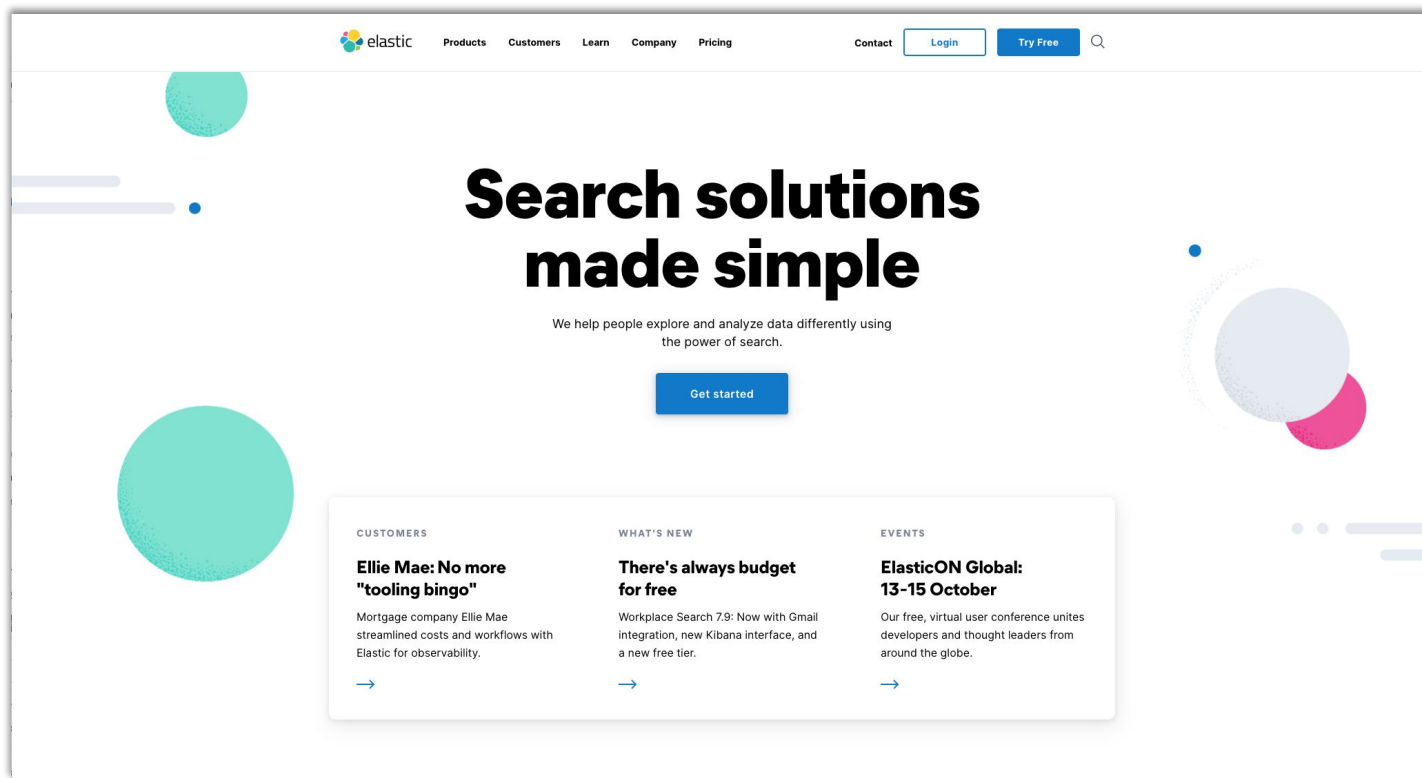 elastic
Products Customers Learn Company Pricing Contact Login Try Free
Search solutions
made simple
We help people explore and analyze data differently using
the power of search.
Get started
CUSTOMERS
Ellie Mae: No more
"tooling bingo"
Mortgage company Ellie Mae
streamlined costs and workflows with
Elastic for observability.
WHAT'S NEW
There's always budget
for free
Workplace Search 7.9: Now with Gmail
integration, new Kibana interface, and
a new free tier.
EVENTS
ElasticON Global:
13-15 October
Our free, virtual user conference unites
developers and thought leaders from
around the globe.